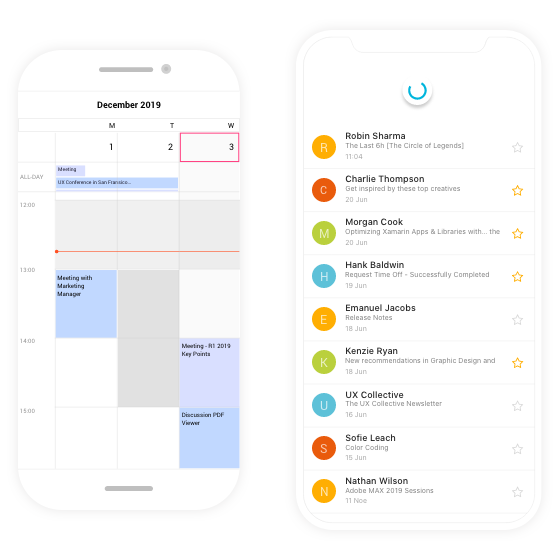 December 2019
M T W
1 2 3
ALL-DAY
Meeting
UX Conference in San Fransico...
12:00
13:00
Meeting with
Marketing
Manager
14:00
Meeting - R1 2019
Key Points
15:00
Discussion PDF
Viewer
R
Robin Sharma
The Last 6h [The Circle of Legends]
11:04
C
Charlie Thompson
Get inspired by these top creatives
20 Jun
M
Morgan Cook
Optimizing Xamarin Apps & Libraries with... the
20 Jun
H
Hank Baldwin
Request Time Off - Successfully Completed
19 Jun
E
Emanuel Jacobs
Release Notes
18 Jun
K
Kenzie Ryan
New recommendations in Graphic Design and
18 Jun
U
UX Collective
The UX Collective Newsletter
16 Jun
S
Sofie Leach
Color Coding
15 Jun
N
Nathan Wilson
Adobe MAX 2019 Sessions
11 Noe